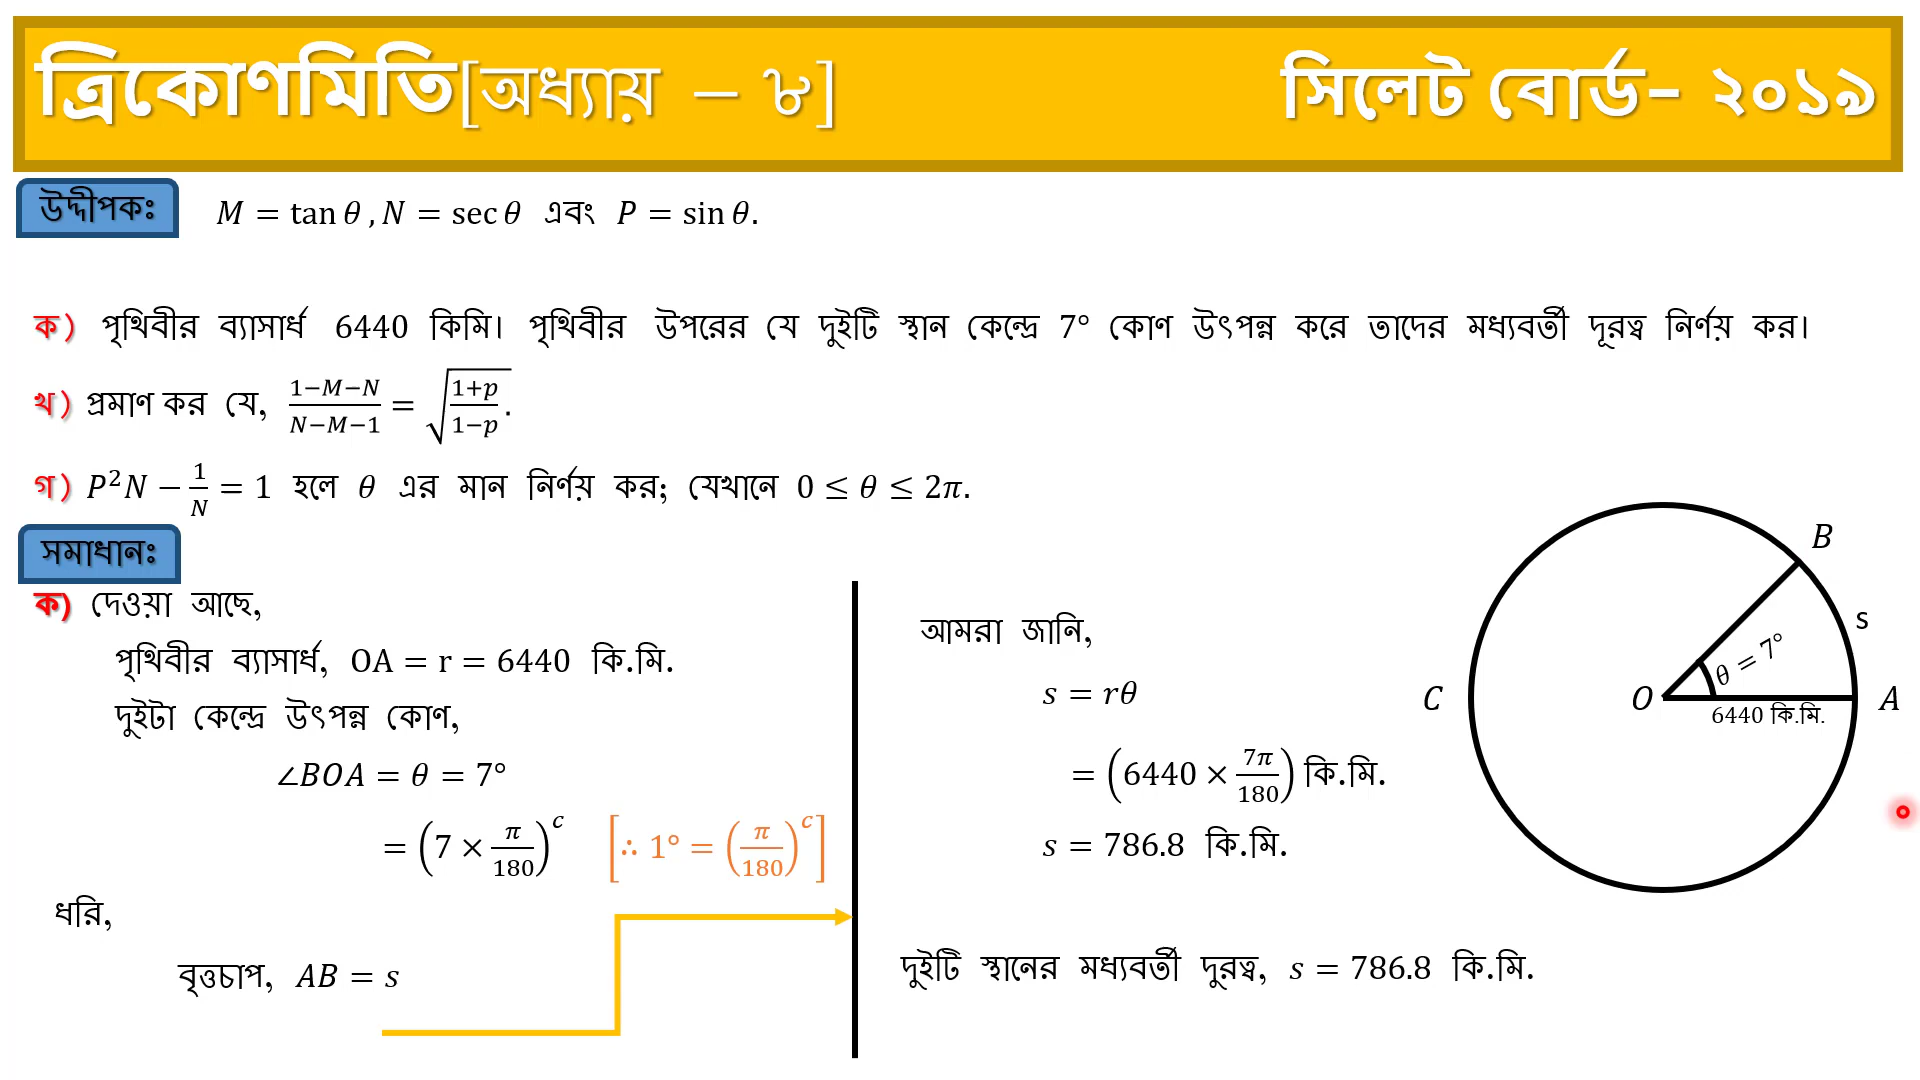 ত্রিকোণমিতি[অধ্যায় – ৮] সিলেট বোর্ড– ২০১৯
উদ্দীপকঃ M = tan θ , N = sec θ এবং P = sin θ.
ক) পৃথিবীর ব্যাসার্ধ 6440 কিমি। পৃথিবীর উপরের যে দুইটি স্থান কেন্দ্রে 7° কোণ উৎপন্ন করে তাদের মধ্যবর্তী দূরত্ব নির্ণয় কর।
খ) প্রমাণ কর যে, (1−M−N)/(N−M−1) = √((1+p)/(1−p)).
গ) P²N − 1/N = 1 হলে θ এর মান নির্ণয় কর; যেখানে 0 ≤ θ ≤ 2π.
সমাধানঃ
ক) দেওয়া আছে,
পৃথিবীর ব্যাসার্ধ, OA = r = 6440 কি.মি.
দুইটা কেন্দ্রে উৎপন্ন কোণ,
∠BOA = θ = 7°
= (7 × π/180)ᶜ [∴ 1° = (π/180)ᶜ]
ধরি,
বৃত্তচাপ, AB = s
আমরা জানি,
s = rθ
= (6440 × 7π/180) কি.মি.
s = 786.8 কি.মি.
দুইটি স্থানের মধ্যবর্তী দুরত্ব, s = 786.8 কি.মি.
B
s
θ = 7°
C O A
6440 কি.মি.